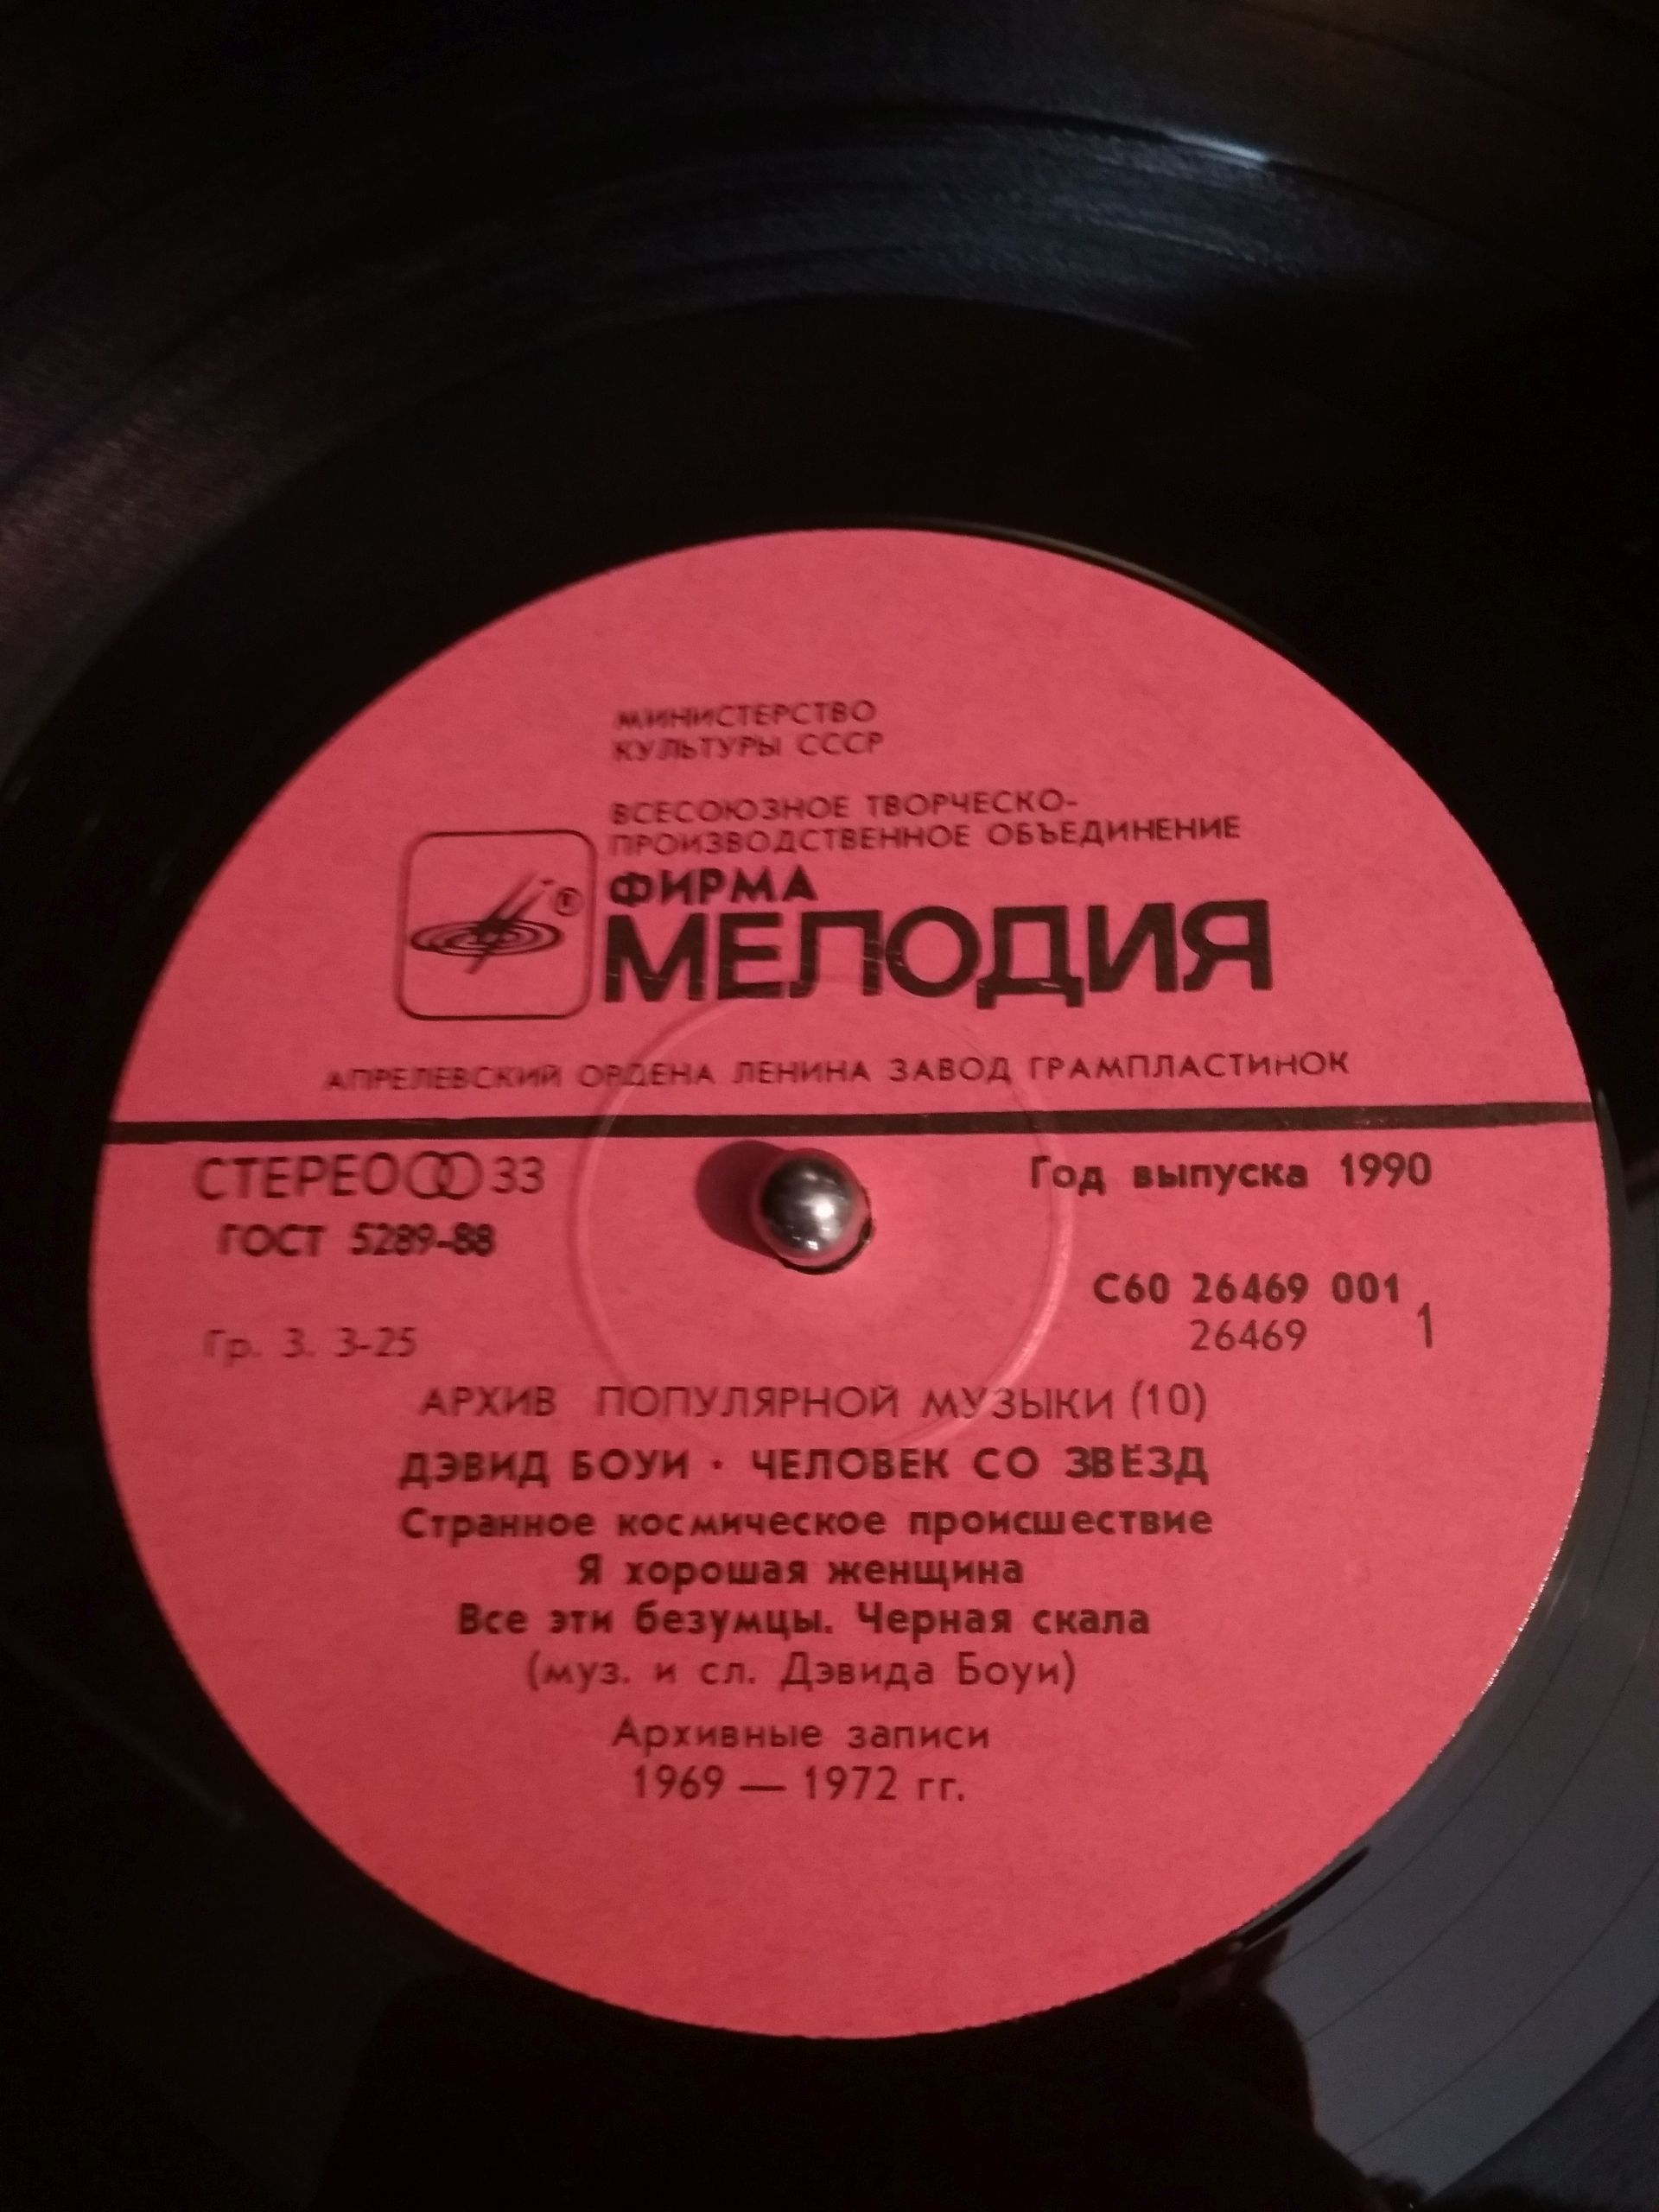 МИНИСТЕРСТВО
КУЛЬТУРЫ СССР
ВСЕСОЮЗНОЕ ТВОРЧЕСКО-
ПРОИЗВОДСТВЕННОЕ ОБЪЕДИНЕНИЕ
®
ФИРМА
МЕЛОДИЯ
АПРЕЛЕВСКИЙ ОРДЕНА ЛЕНИНА ЗАВОД ГРАМПЛАСТИНОК
СТЕРЕО 33
Год выпуска 1990
ГОСТ 5289-88
С60 26469 001
26469
1
Гр. 3. 3-25
АРХИВ ПОПУЛЯРНОЙ МУЗЫКИ (10)
ДЭВИД БОУИ · ЧЕЛОВЕК СО ЗВЁЗД
Странное космическое происшествие
Я хорошая женщина
Все эти безумцы. Черная скала
(муз. и сл. Дэвида Боуи)
Архивные записи
1969 — 1972 гг.